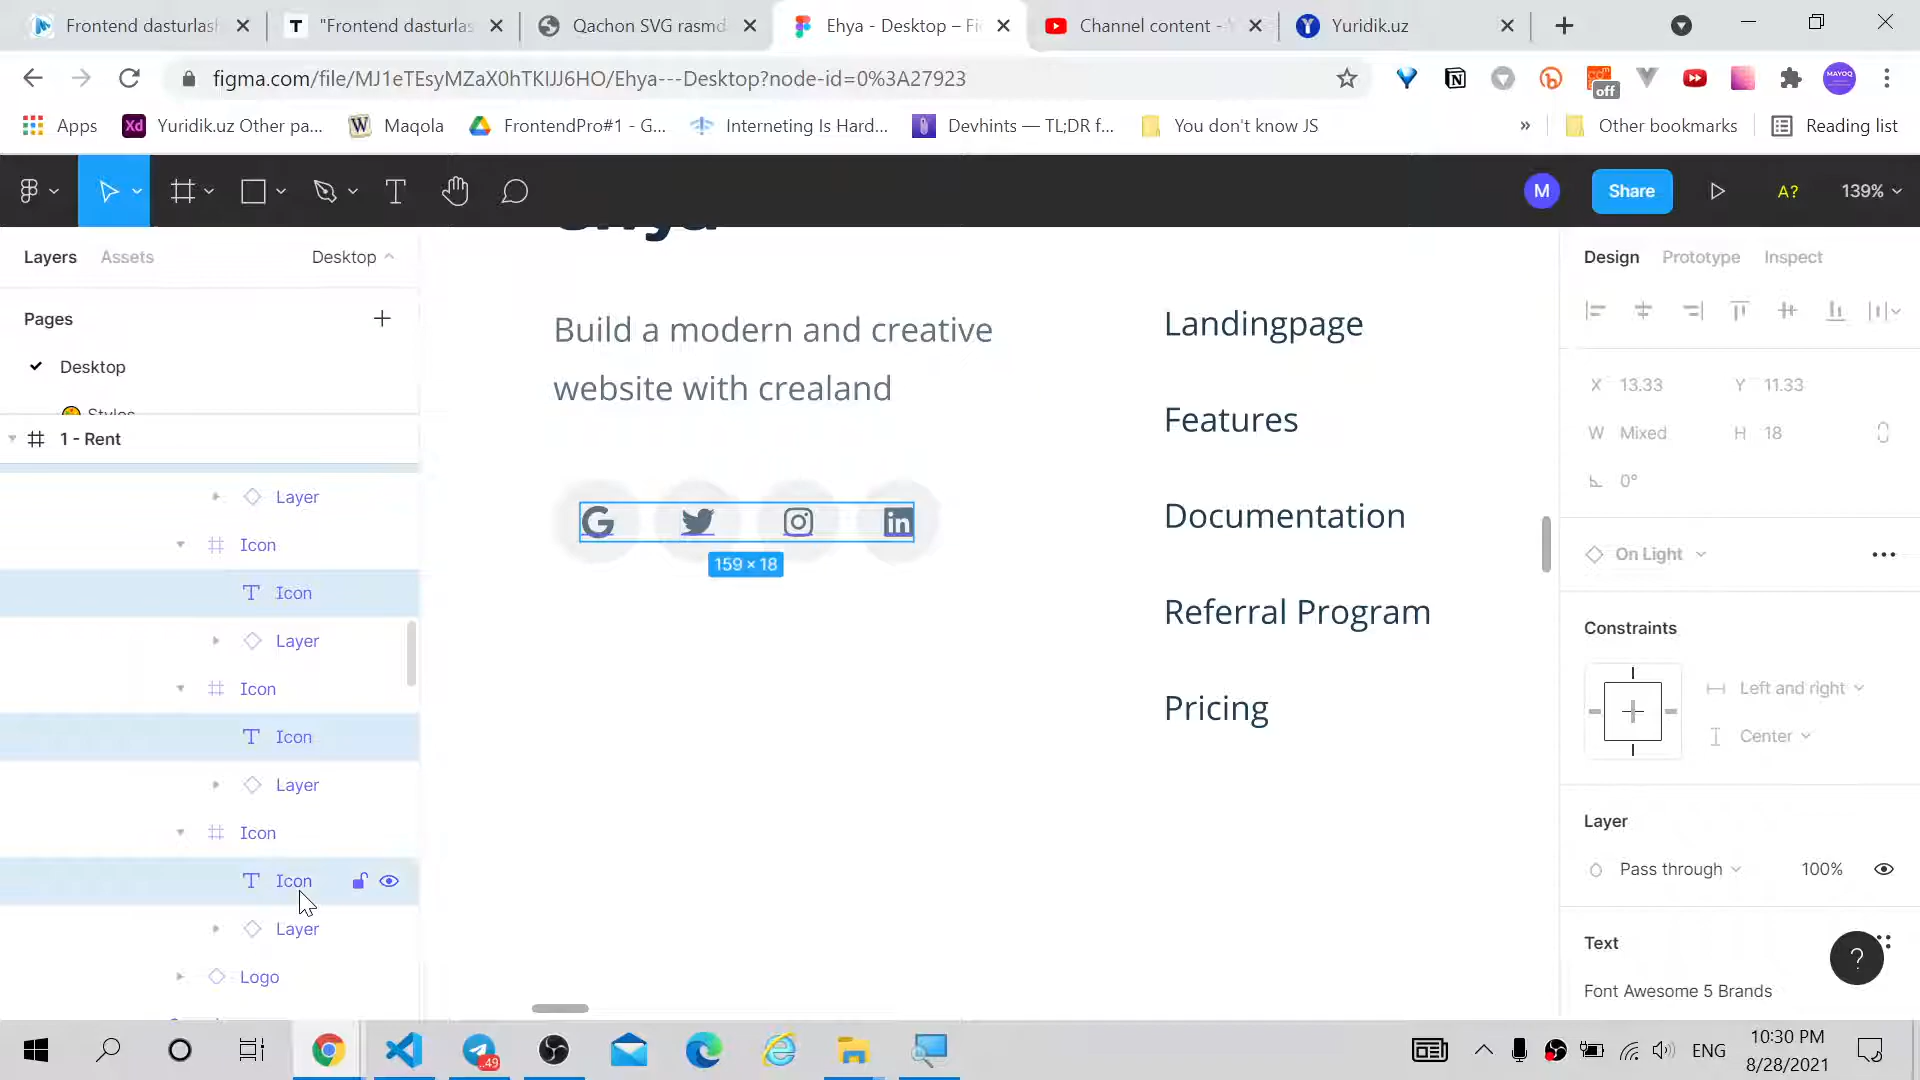 Frontend dasturlash
"Frontend dasturlas
Qachon SVG rasmd
Ehya - Desktop – Fi
Channel content - Y
Yuridik.uz
figma.com/file/MJ1eTEsyMZaX0hTKIJJ6HO/Ehya---Desktop?node-id=0%3A27923
off
MAYOQ
Apps
Yuridik.uz Other pa...
Maqola
FrontendPro#1 - G...
Interneting Is Hard...
Devhints — TL;DR f...
You don't know JS
»
Other bookmarks
Reading list
M
Share
A?
139%
Layers
Assets
Desktop
Pages
Desktop
Styles
1 - Rent
Layer
Icon
Icon
Layer
Icon
Icon
Layer
Icon
Icon
Layer
Logo
Ehya
Build a modern and creative
website with crealand
159 × 18
Landingpage
Features
Documentation
Referral Program
Pricing
Design
Prototype
Inspect
X 13.33
Y 11.33
W Mixed
H 18
0°
On Light
Constraints
Left and right
Center
Layer
Pass through
100%
Text
?
Font Awesome 5 Brands
49
ENG
10:30 PM
8/28/2021